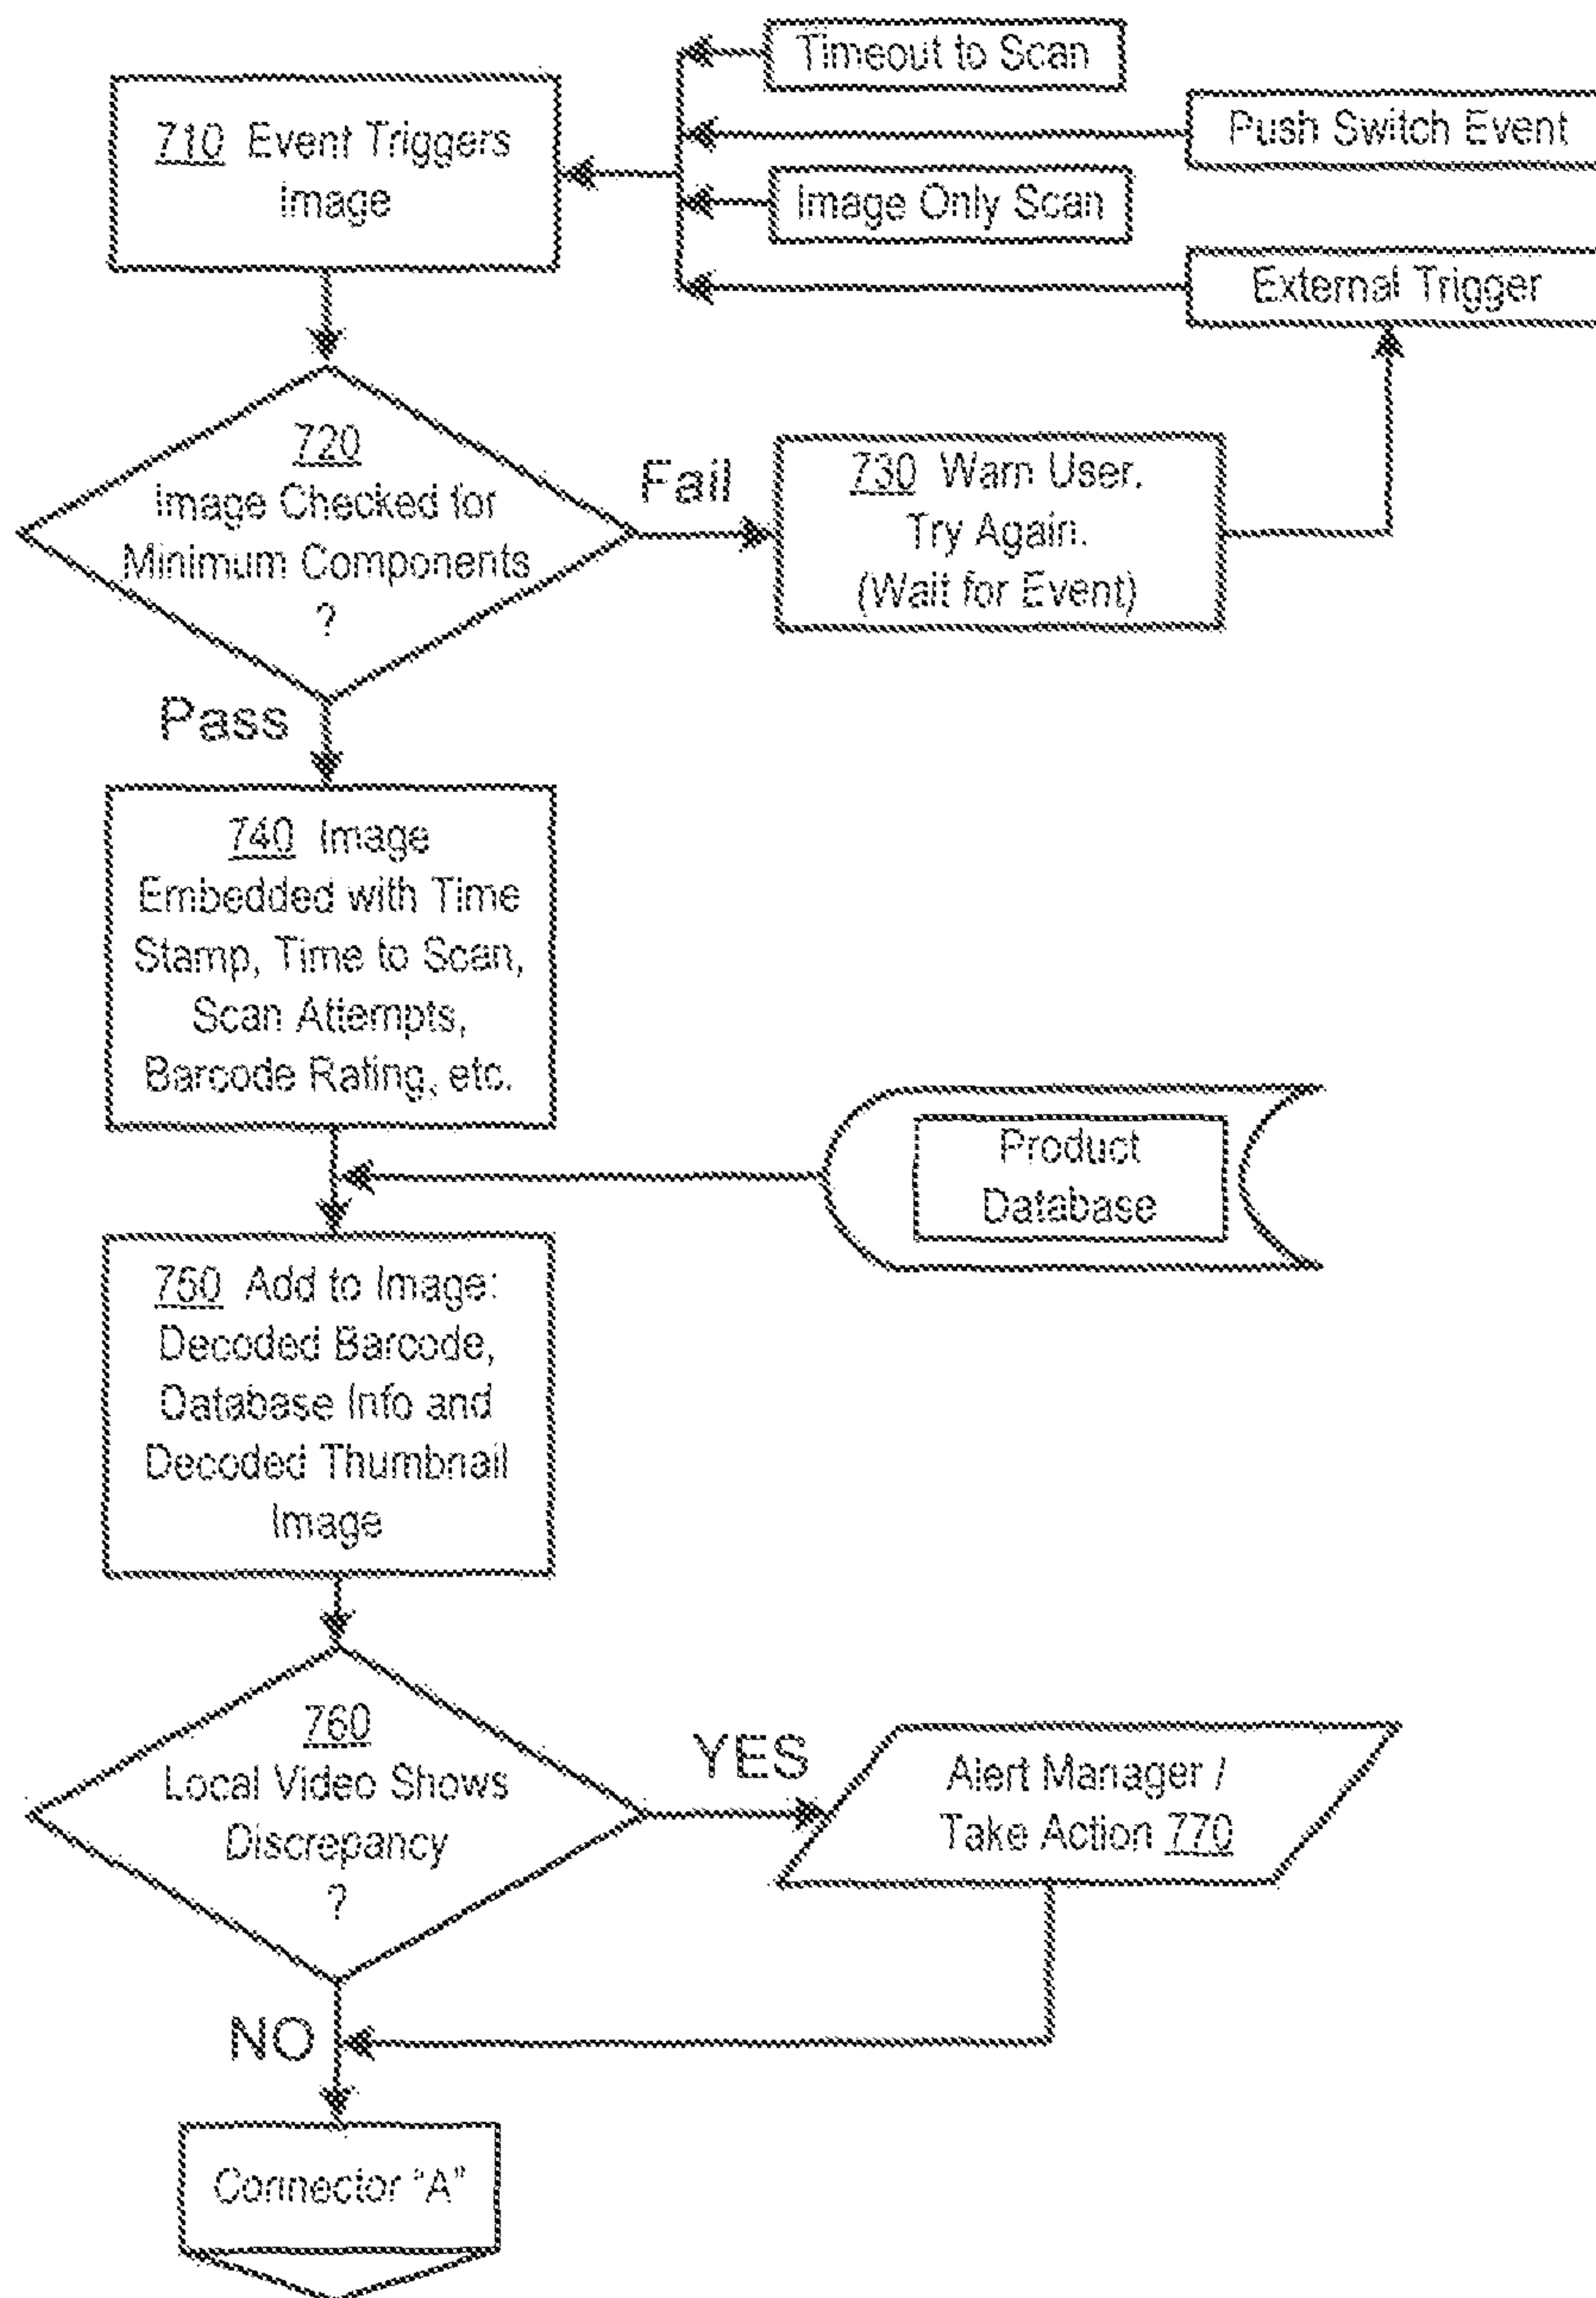 Timeout to Scan
710 Event Triggers
Image
Push Switch Event
Image Only Scan
External Trigger
720
Image Checked for
Minimum Components
?
Fail
730 Warn User.
Try Again.
(Wait for Event)
Pass
740 Image
Embedded with Time
Stamp, Time to Scan,
Scan Attempts,
Barcode Rating, etc.
Product
Database
750 Add to Image:
Decoded Barcode,
Database Info and
Decoded Thumbnail
Image
760
Local Video Shows
Discrepancy
?
YES
Alert Manager /
Take Action 770
NO
Connector "A"